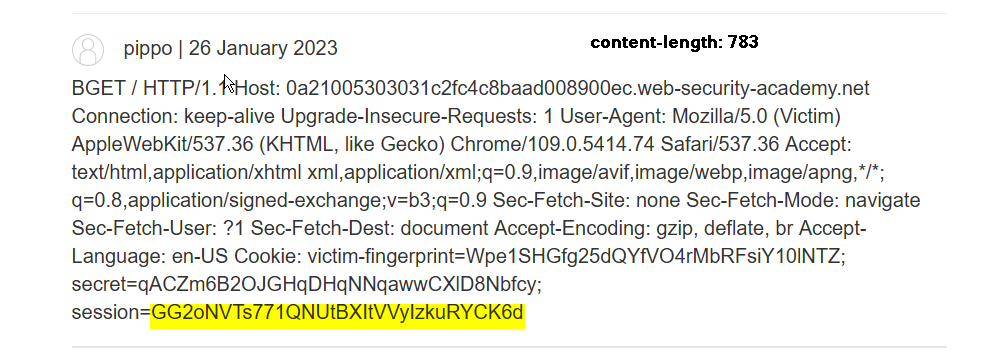 pippo | 26 January 2023
content-length: 783
BGET / HTTP/1.1 Host: 0a21005303031c2fc4c8baad008900ec.web-security-academy.net
Connection: keep-alive Upgrade-Insecure-Requests: 1 User-Agent: Mozilla/5.0 (Victim)
AppleWebKit/537.36 (KHTML, like Gecko) Chrome/109.0.5414.74 Safari/537.36 Accept:
text/html,application/xhtml xml,application/xml;q=0.9,image/avif,image/webp,image/apng,*/*;
q=0.8,application/signed-exchange;v=b3;q=0.9 Sec-Fetch-Site: none Sec-Fetch-Mode: navigate
Sec-Fetch-User: ?1 Sec-Fetch-Dest: document Accept-Encoding: gzip, deflate, br Accept-
Language: en-US Cookie: victim-fingerprint=Wpe1SHGfg25dQYfVO4rMbRFsiY10lNTZ;
secret=qACZm6B2OJGHqDHqNNqawwCXlD8Nbfcy;
session=GG2oNVTs771QNUtBXItVVylzkuRYCK6d